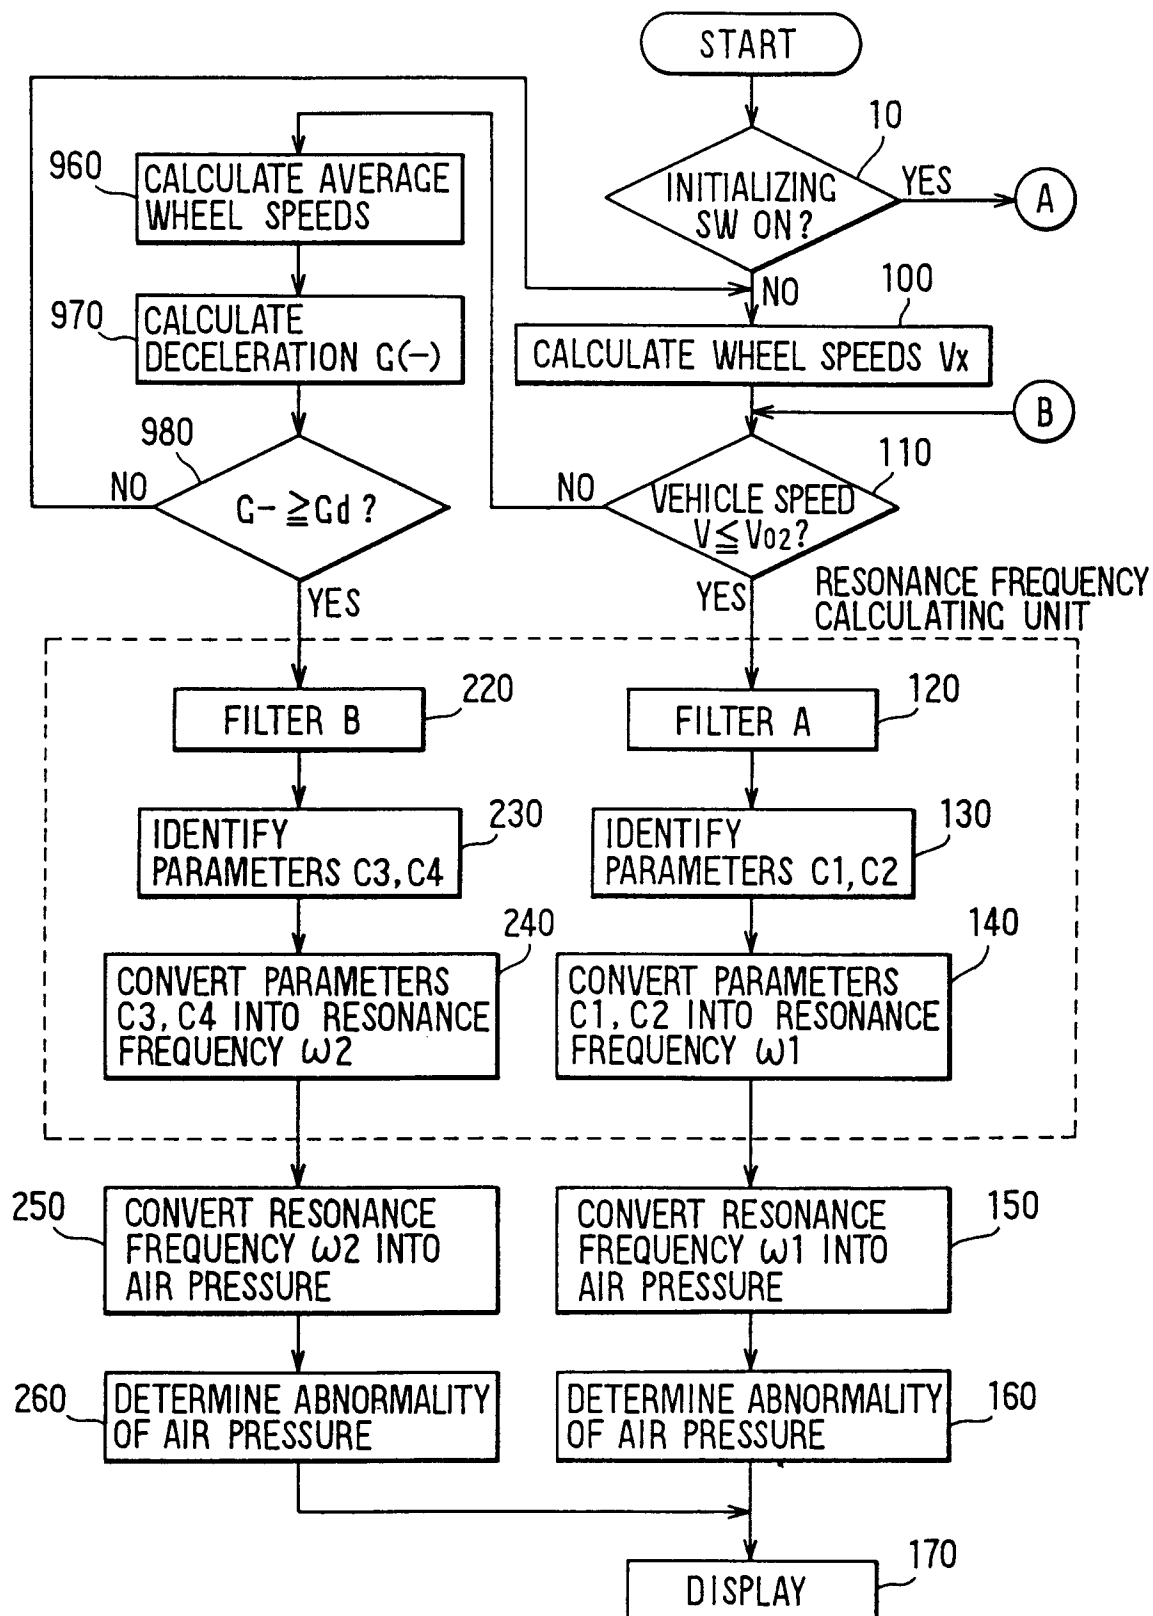 START
10
INITIALIZING
SW ON?
YES
A
NO
960
CALCULATE AVERAGE
WHEEL SPEEDS
970
CALCULATE
DECELERATION G(-)
100
CALCULATE WHEEL SPEEDS Vx
B
980
NO
G- ≧ Gd ?
YES
110
NO
VEHICLE SPEED
V ≦ V02?
YES
RESONANCE FREQUENCY
CALCULATING UNIT
220
FILTER B
120
FILTER A
230
IDENTIFY
PARAMETERS C3, C4
130
IDENTIFY
PARAMETERS C1, C2
240
CONVERT PARAMETERS
C3, C4 INTO RESONANCE
FREQUENCY ω2
140
CONVERT PARAMETERS
C1, C2 INTO RESONANCE
FREQUENCY ω1
250
CONVERT RESONANCE
FREQUENCY ω2 INTO
AIR PRESSURE
150
CONVERT RESONANCE
FREQUENCY ω1 INTO
AIR PRESSURE
260
DETERMINE ABNORMALITY
OF AIR PRESSURE
160
DETERMINE ABNORMALITY
OF AIR PRESSURE
170
DISPLAY